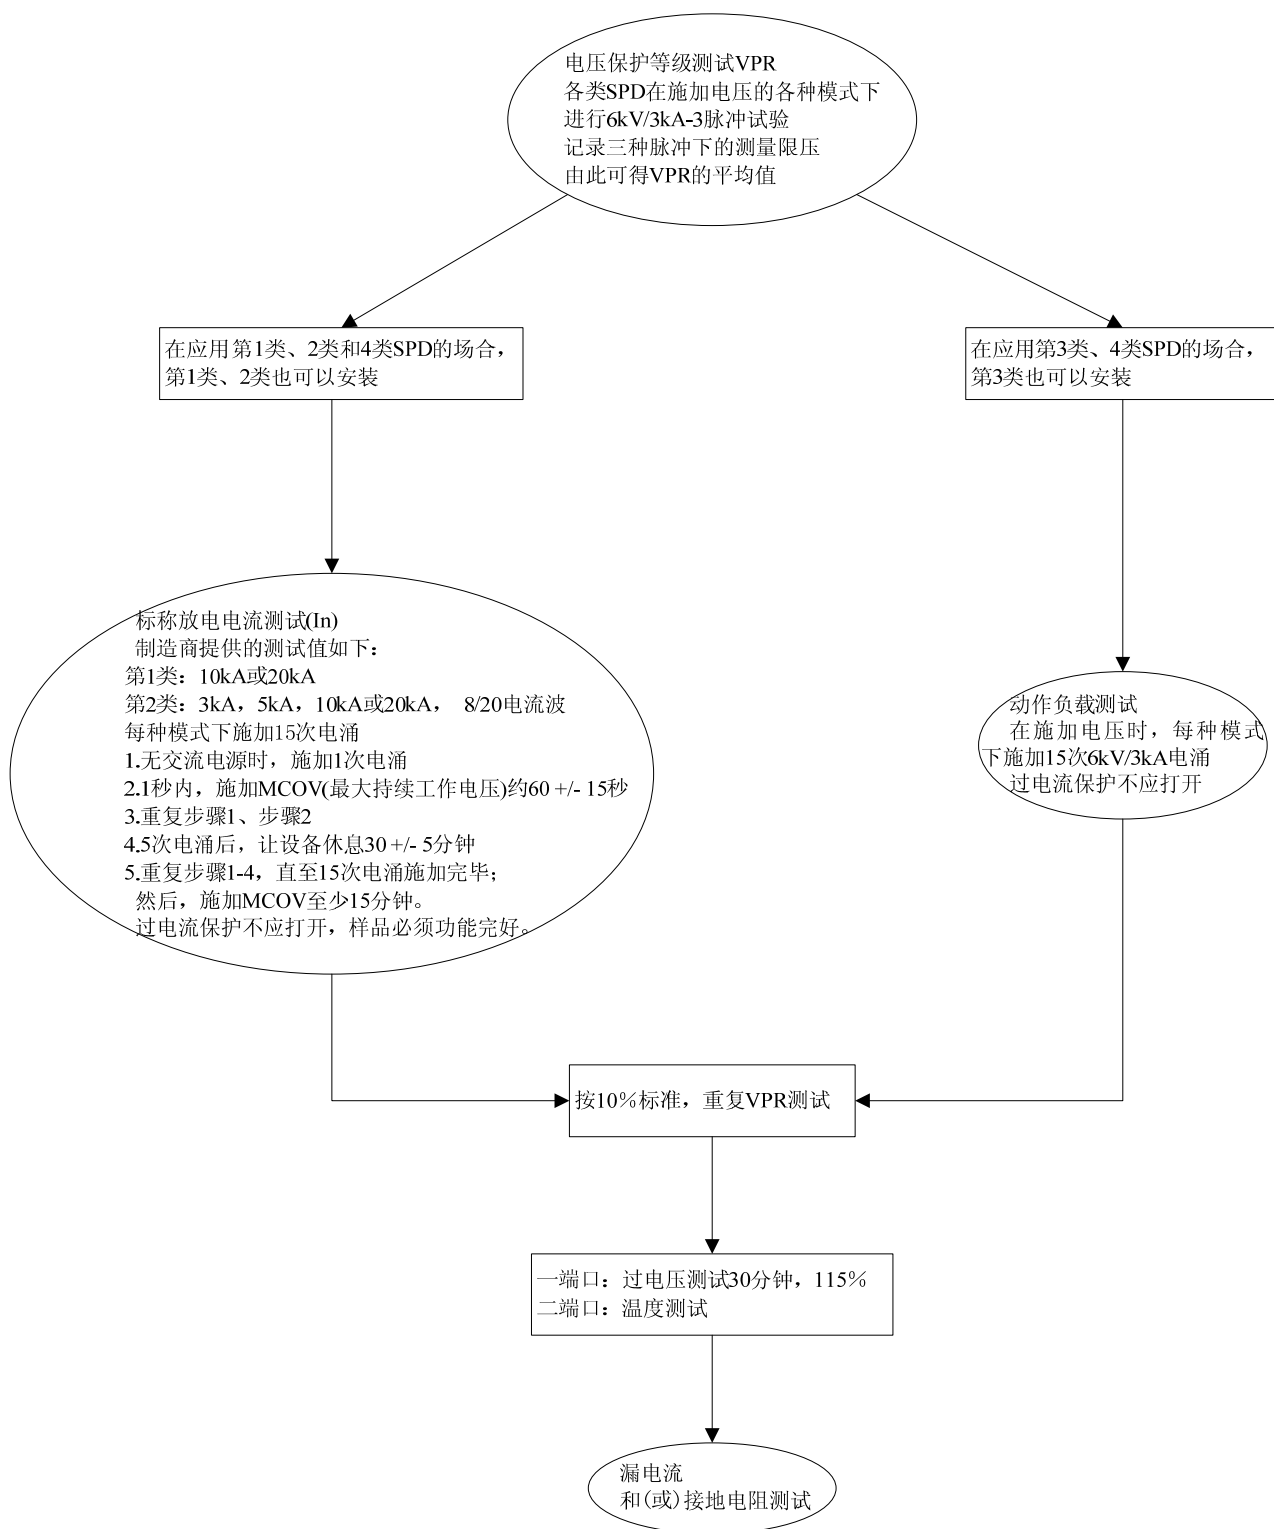 电压保护等级测试VPR
各类SPD在施加电压的各种模式下
进行6kV/3kA-3脉冲试验
记录三种脉冲下的测量限压
由此可得VPR的平均值
在应用第1类、2类和4类SPD的场合，
第1类、2类也可以安装
在应用第3类、4类SPD的场合，
第3类也可以安装
标称放电电流测试(In)
制造商提供的测试值如下：
第1类：10kA或20kA
第2类：3kA，5kA，10kA或20kA， 8/20电流波
每种模式下施加15次电涌
1.无交流电源时，施加1次电涌
2.1秒内，施加MCOV(最大持续工作电压)约60 +/- 15秒
3.重复步骤1、步骤2
4.5次电涌后，让设备休息30 +/- 5分钟
5.重复步骤1-4，直至15次电涌施加完毕；
然后，施加MCOV至少15分钟。
过电流保护不应打开，样品必须功能完好。
动作负载测试
在施加电压时，每种模式
下施加15次6kV/3kA电涌
过电流保护不应打开
按10%标准，重复VPR测试
一端口：过电压测试30分钟，115%
二端口：温度测试
漏电流
和(或)接地电阻测试